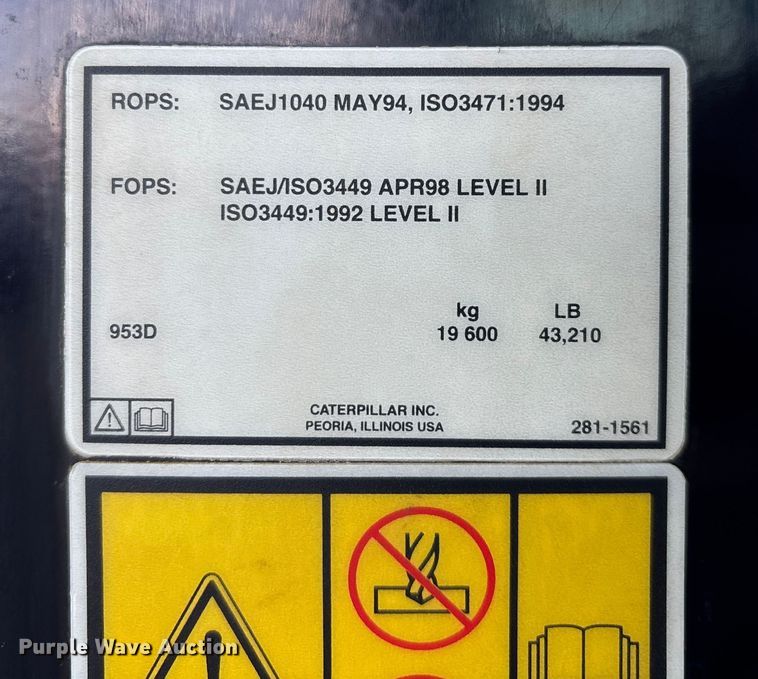 ROPS: SAEJ1040 MAY94, ISO3471:1994
FOPS: SAEJ/ISO3449 APR98 LEVEL II
ISO3449:1992 LEVEL II
kg LB
953D 19 600 43,210
CATERPILLAR INC.
PEORIA, ILLINOIS USA 281-1561
Purple Wave Auction